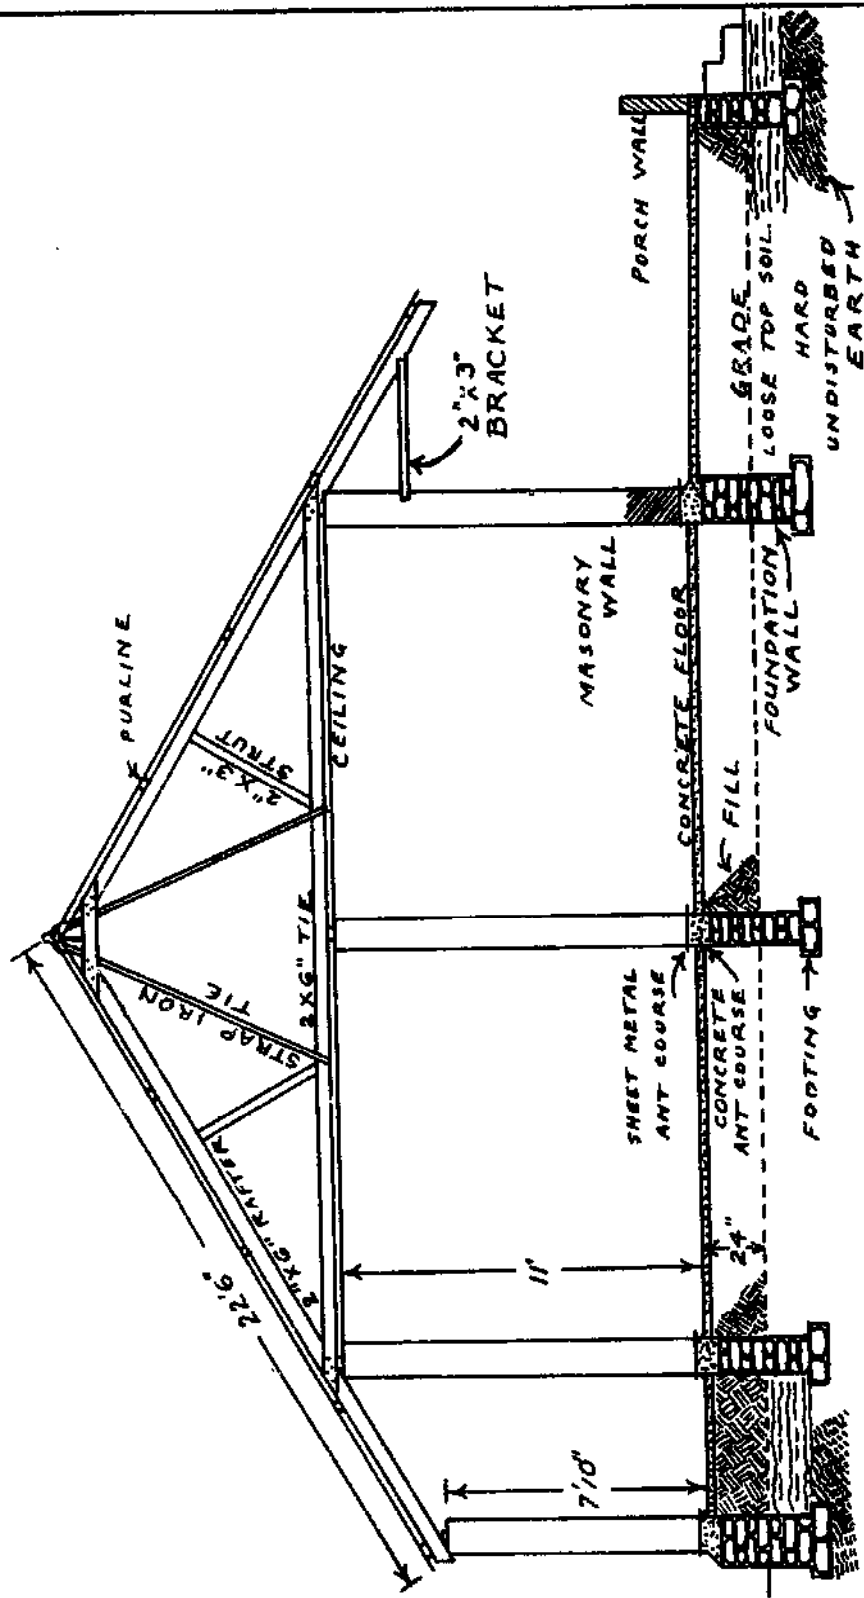 PURLINE
22'6"
2"X6" RAFTER
STRAP IRON
TIE
2"X3"
STRUT
2X6" TIE
CEILING
2"X3"
BRACKET
11'
7'10"
MASONRY
WALL
PORCH WALL
CONCRETE FLOOR
SHEET METAL
ANT COURSE
CONCRETE
ANT COURSE
FILL
24"
FOOTING
FOUNDATION
WALL
GRADE
LOOSE TOP SOIL
HARD
UNDISTURBED
EARTH